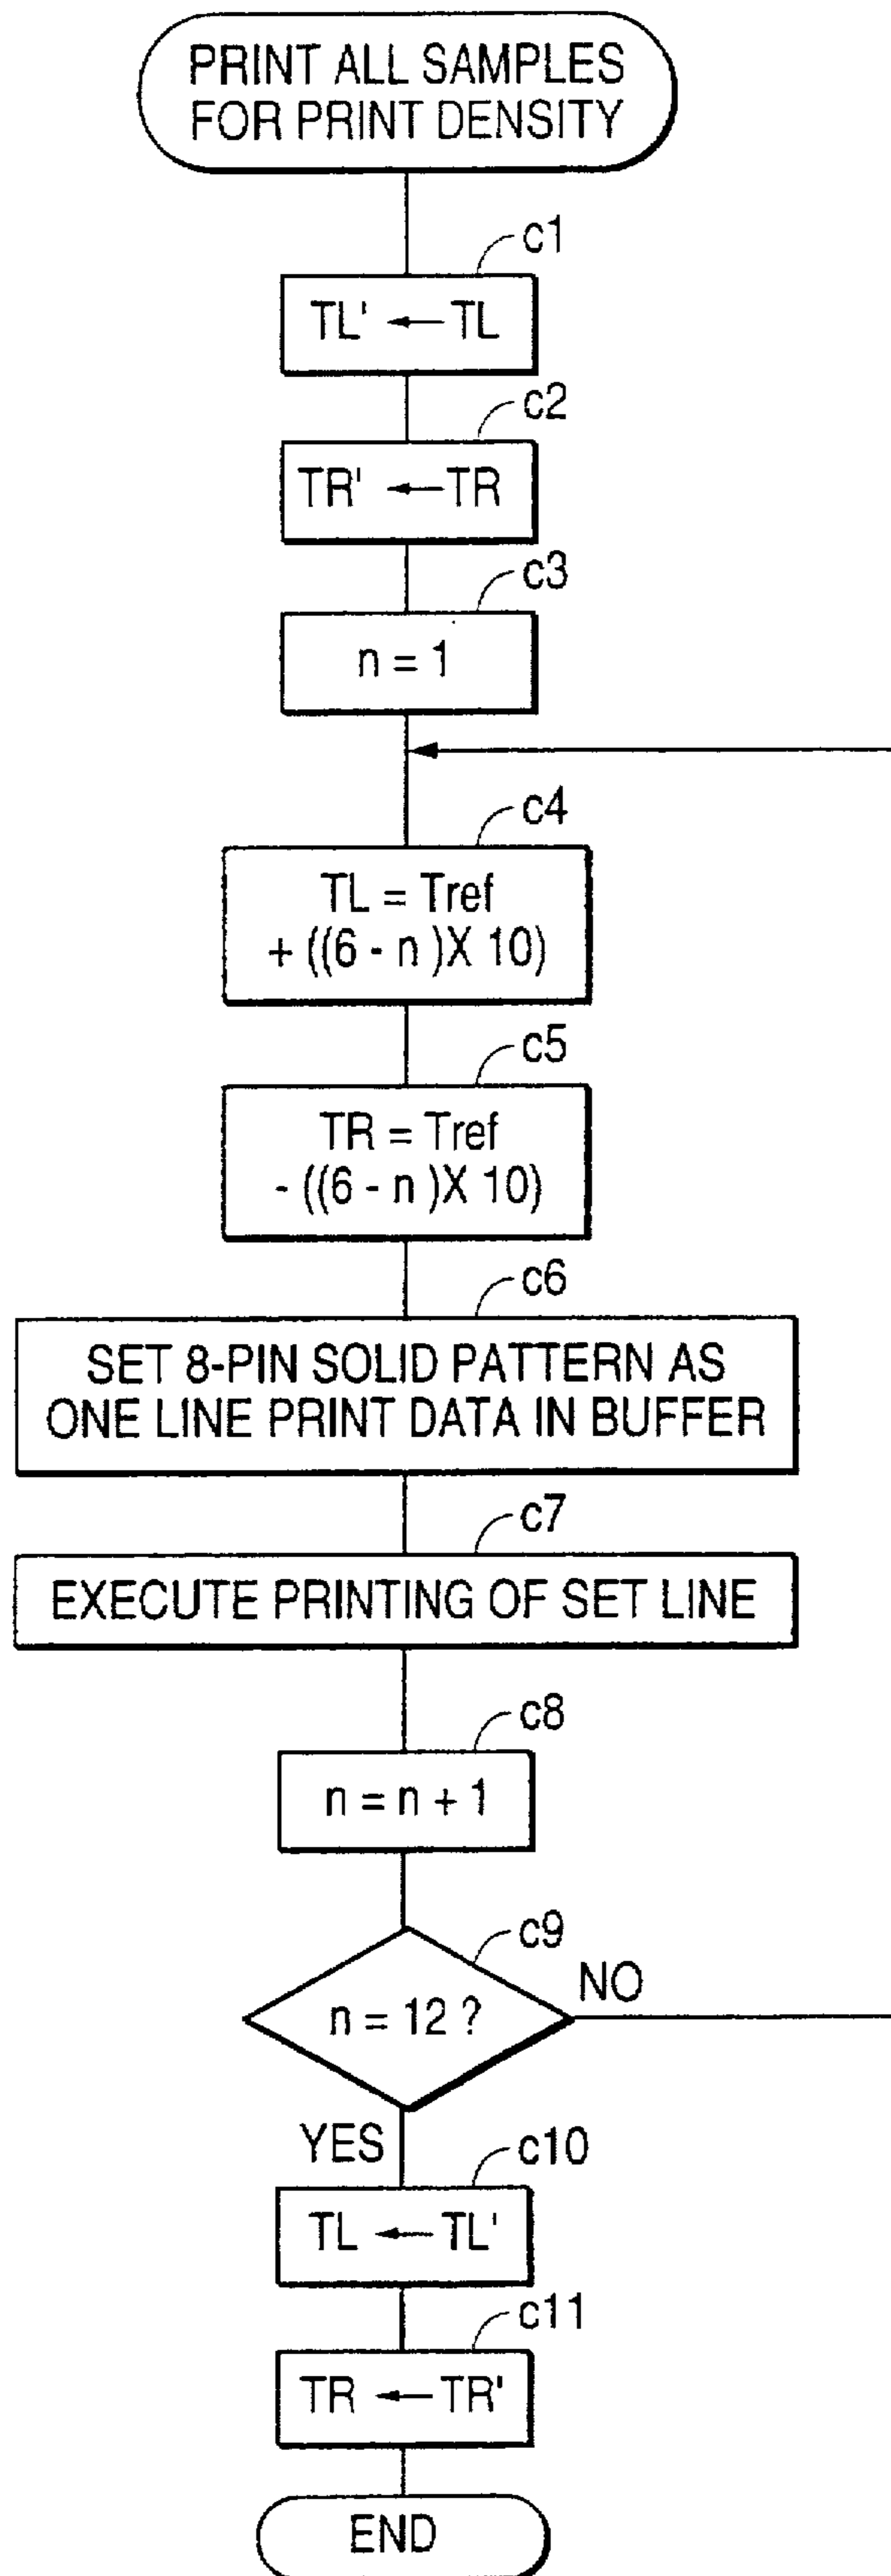 PRINT ALL SAMPLES
FOR PRINT DENSITY
c1
TL' ← TL
c2
TR' ← TR
c3
n = 1
c4
TL = Tref
+ ((6 - n )X 10)
c5
TR = Tref
- ((6 - n )X 10)
c6
SET 8-PIN SOLID PATTERN AS
ONE LINE PRINT DATA IN BUFFER
c7
EXECUTE PRINTING OF SET LINE
c8
n = n + 1
c9
n = 12 ?
NO
YES
c10
TL ← TL'
c11
TR ← TR'
END